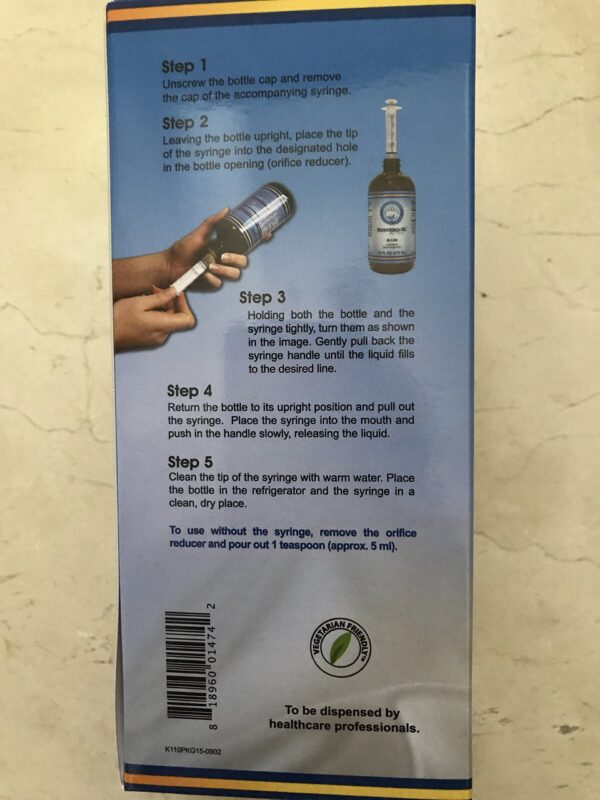 Step 1
Unscrew the bottle cap and remove
the cap of the accompanying syringe.
Step 2
Leaving the bottle upright, place the tip
of the syringe into the designated hole
in the bottle opening (orifice reducer).
Step 3
Holding both the bottle and the
syringe tightly, turn them as shown
in the image. Gently pull back the
syringe handle until the liquid fills
to the desired line.
Step 4
Return the bottle to its upright position and pull out
the syringe. Place the syringe into the mouth and
push in the handle slowly, releasing the liquid.
Step 5
Clean the tip of the syringe with warm water. Place
the bottle in the refrigerator and the syringe in a
clean, dry place.
To use without the syringe, remove the orifice
reducer and pour out 1 teaspoon (approx. 5 ml).
8 18960 01474 2
VEGETARIAN FRIENDLY™
To be dispensed by
healthcare professionals.
K110PKG15-0902